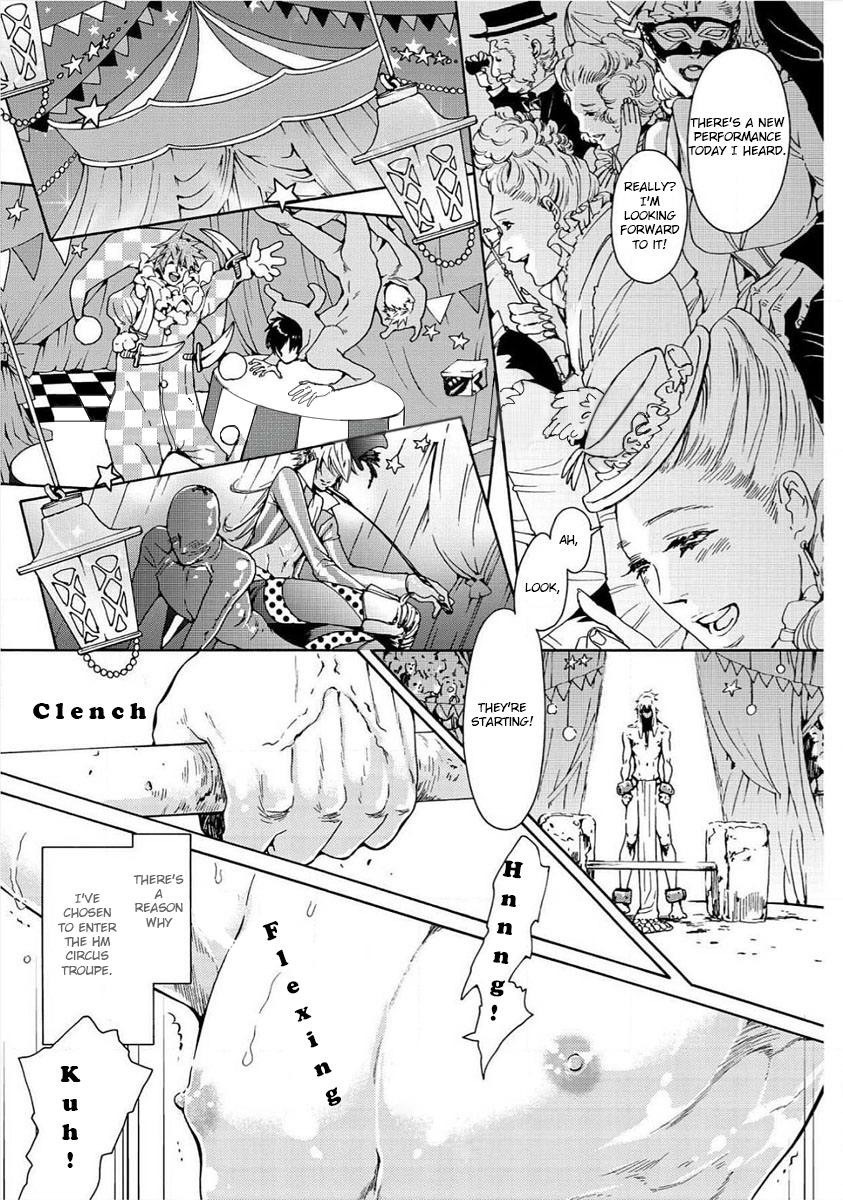 THERE'S A NEW
PERFORMANCE
TODAY I HEARD.
REALLY?
I'M
LOOKING
FORWARD
TO IT!
AH,
LOOK,
THEY'RE
STARTING!
Clench
Hnnng!
Flexing
THERE'S
A
REASON
WHY
I'VE
CHOSEN
TO ENTER
THE HM
CIRCUS
TROUPE.
Kuh!